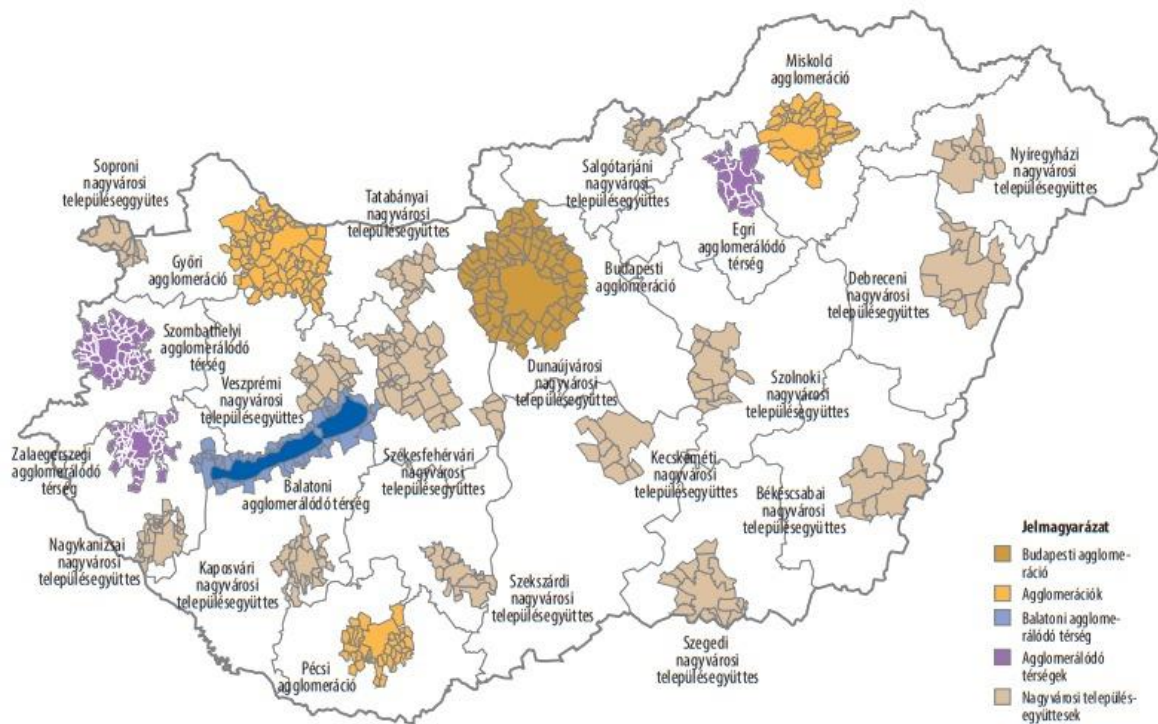 Miskolci
agglomeráció
Soproni
nagyvárosi
településeggyütes
Tatabányai
nagyvárosi
településegyüttes
Salgótarjáni
nagyvárosi
településegyüttes
Nyíregyházi
nagyvárosi
településegyüttes
Győri
agglomeráció
Egri
agglomerálódó
térség
Budapesti
agglomeráció
Debreceni
nagyvárosi
településegyüttes
Szombathelyi
agglomerálódó
térség
Veszprémi
nagyvárosi
településegyüttes
Dunaújvárosi
nagyvárosi
településegyüttes
Szolnoki
nagyvárosi
településegyüttes
Zalaegerszegi
agglomerálódó
térség
Székesfehérvári
nagyvárosi
településegyüttes
Kecskeméti
nagyvárosi
településegyüttes
Balatoni
agglomerálódó térség
Békéscsabai
nagyvárosi
településegyüttes
Nagykanizsai
nagyvárosi
településegyüttes
Kaposvári
nagyvárosi
településegyüttes
Szekszárdi
nagyvárosi
településegyüttes
Szegedi
nagyvárosi
településegyüttes
Pécsi
agglomeráció
Jelmagyarázat
Budapesti agglome-
ráció
Agglomerációk
Balatoni agglome-
rálódó térség
Agglomerálódó
térségek
Nagyvárosi település-
együttesek